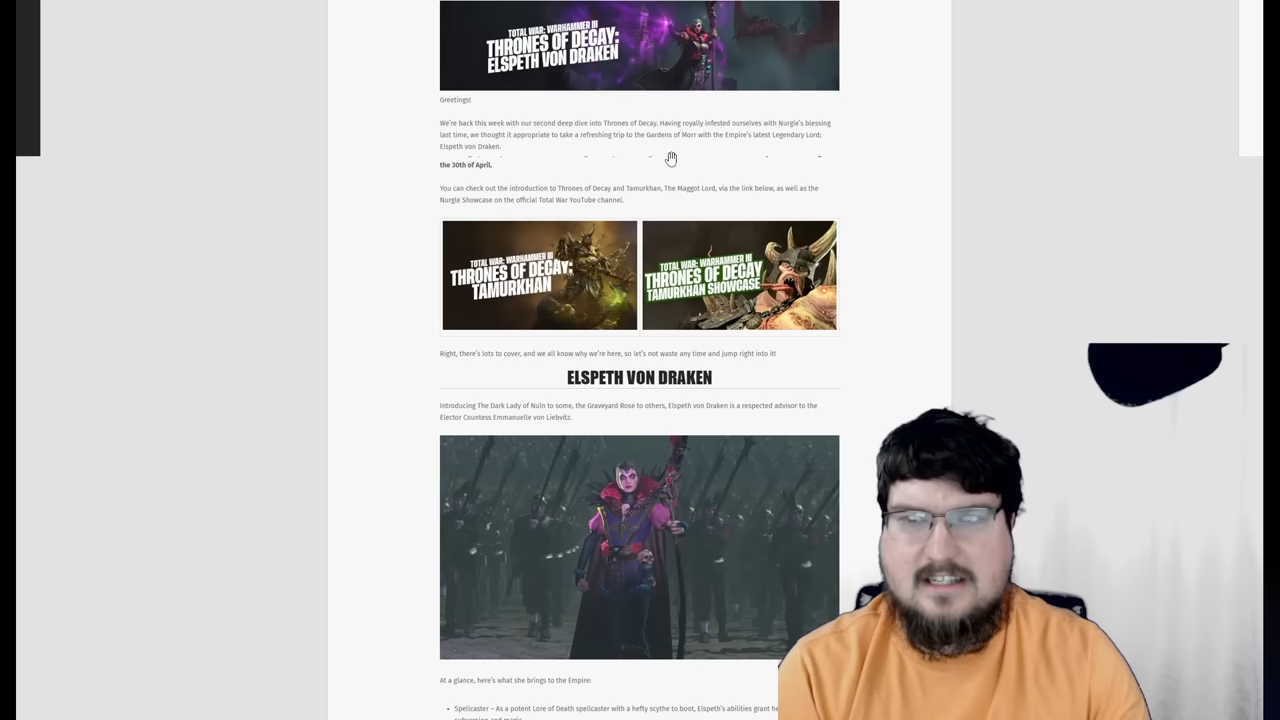 TOTAL WAR: WARHAMMER III
THRONES OF DECAY:
ELSPETH VON DRAKEN
Greetings!
We're back this week with our second deep dive into Thrones of Decay. Having royally infested ourselves with Nurgle's blessing
last time, we thought it appropriate to take a refreshing trip to the Gardens of Morr with the Empire's latest Legendary Lord;
Elspeth von Draken.
the 30th of April.
You can check out the introduction to Thrones of Decay and Tamurkhan, The Maggot Lord, via the link below, as well as the
Nurgle Showcase on the official Total War YouTube channel.
TOTAL WAR: WARHAMMER III
THRONES OF DECAY:
TAMURKHAN
TOTAL WAR: WARHAMMER III
THRONES OF DECAY
TAMURKHAN SHOWCASE
Right, there's lots to cover, and we all know why we're here, so let's not waste any time and jump right into it!
ELSPETH VON DRAKEN
Introducing The Dark Lady of Nuln to some, the Graveyard Rose to others, Elspeth von Draken is a respected advisor to the
Elector Countess Emmanuelle von Liebvitz.
At a glance, here's what she brings to the Empire:
• Spellcaster – As a potent Lore of Death spellcaster with a hefty scythe to boot, Elspeth's abilities grant he